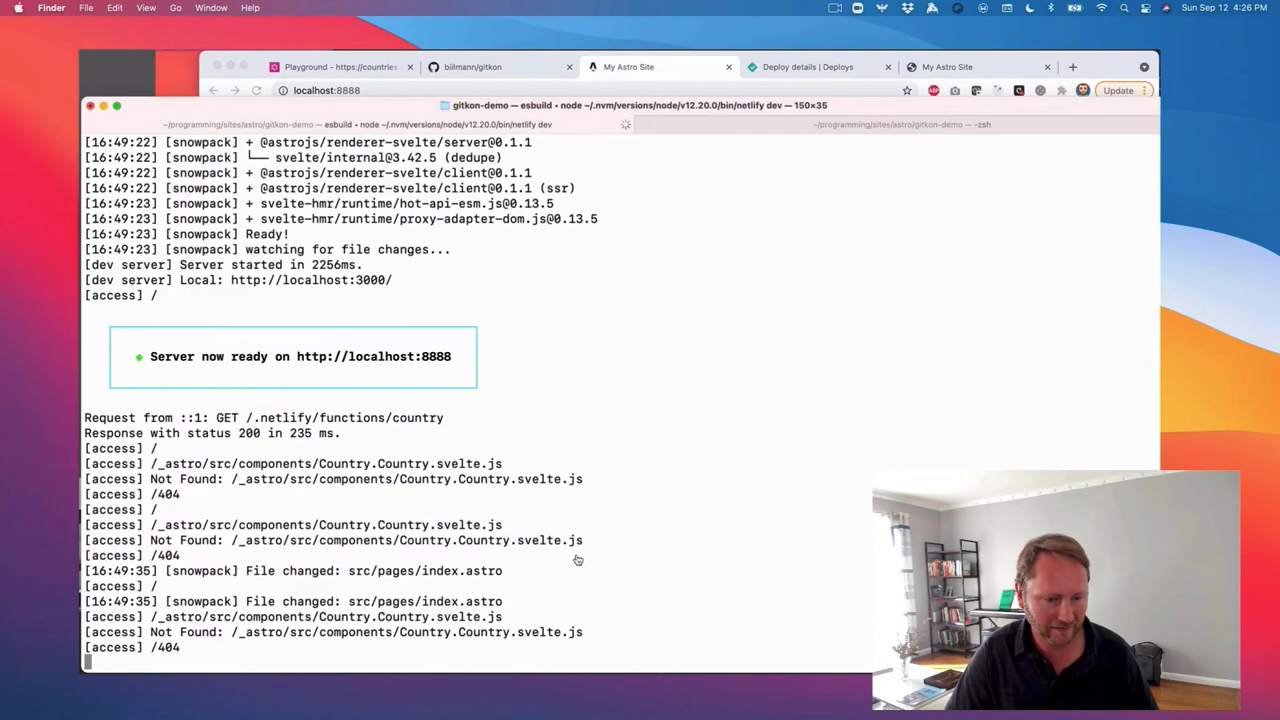 Finder File Edit View Go Window Help
Sun Sep 12 4:26 PM
Playground - https://countries.
biilmann/gitkon
My Astro Site
Deploy details | Deploys
My Astro Site
localhost:8888
Update
gitkon-demo — esbuild ◂ node ~/.nvm/versions/node/v12.20.0/bin/netlify dev — 150×35
~/programming/sites/astro/gitkon-demo — esbuild ◂ node ~/.nvm/versions/node/v12.20.0/bin/netlify dev
~/programming/sites/astro/gitkon-demo — -zsh
[16:49:22] [snowpack] + @astrojs/renderer-svelte/server@0.1.1
[16:49:22] [snowpack] └── svelte/internal@3.42.5 (dedupe)
[16:49:22] [snowpack] + @astrojs/renderer-svelte/client@0.1.1
[16:49:22] [snowpack] + @astrojs/renderer-svelte/client@0.1.1 (ssr)
[16:49:23] [snowpack] + svelte-hmr/runtime/hot-api-esm.js@0.13.5
[16:49:23] [snowpack] + svelte-hmr/runtime/proxy-adapter-dom.js@0.13.5
[16:49:23] [snowpack] Ready!
[16:49:23] [snowpack] watching for file changes...
[dev server] Server started in 2256ms.
[dev server] Local: http://localhost:3000/
[access] /
◆ Server now ready on http://localhost:8888
Request from ::1: GET /.netlify/functions/country
Response with status 200 in 235 ms.
[access] /
[access] /_astro/src/components/Country.Country.svelte.js
[access] Not Found: /_astro/src/components/Country.Country.svelte.js
[access] /404
[access] /
[access] /_astro/src/components/Country.Country.svelte.js
[access] Not Found: /_astro/src/components/Country.Country.svelte.js
[access] /404
[16:49:35] [snowpack] File changed: src/pages/index.astro
[access] /
[16:49:35] [snowpack] File changed: src/pages/index.astro
[access] /_astro/src/components/Country.Country.svelte.js
[access] Not Found: /_astro/src/components/Country.Country.svelte.js
[access] /404